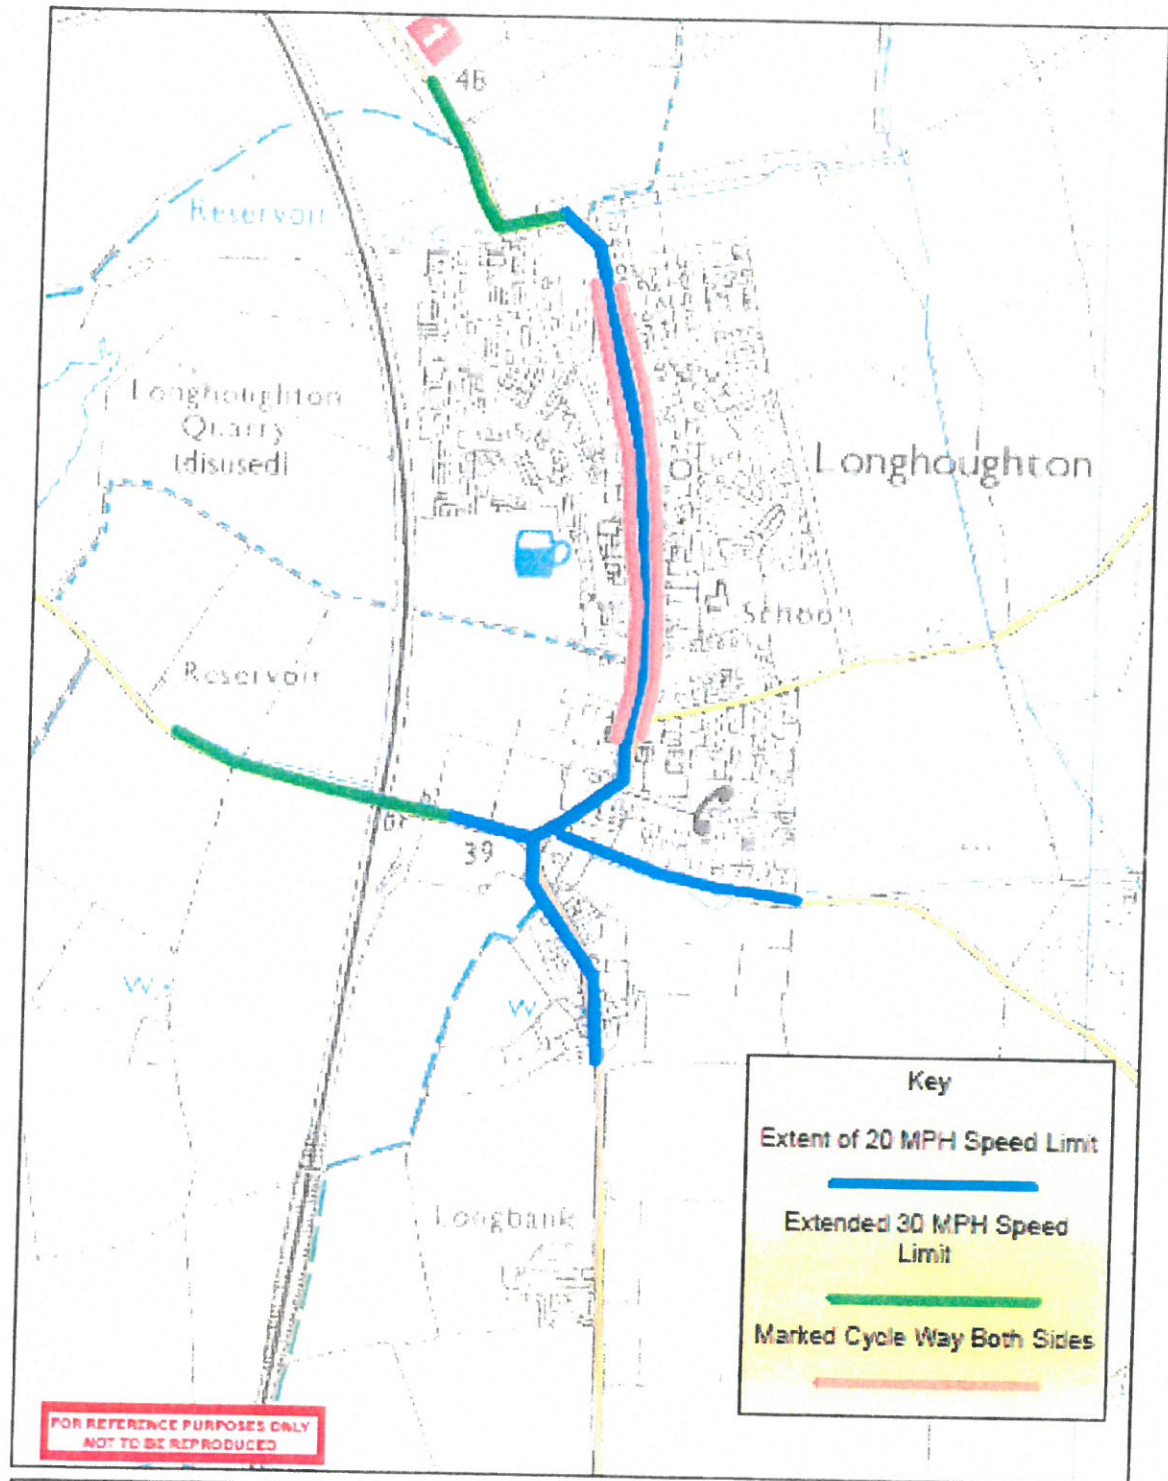 1
46
Reservoir
Longhoughton
Quarry
(disused)
Longhoughton
School
Reservoir
39
W
W
Longbank
Key
Extent of 20 MPH Speed Limit
Extended 30 MPH Speed
Limit
Marked Cycle Way Both Sides
FOR REFERENCE PURPOSES ONLY
NOT TO BE REPRODUCED